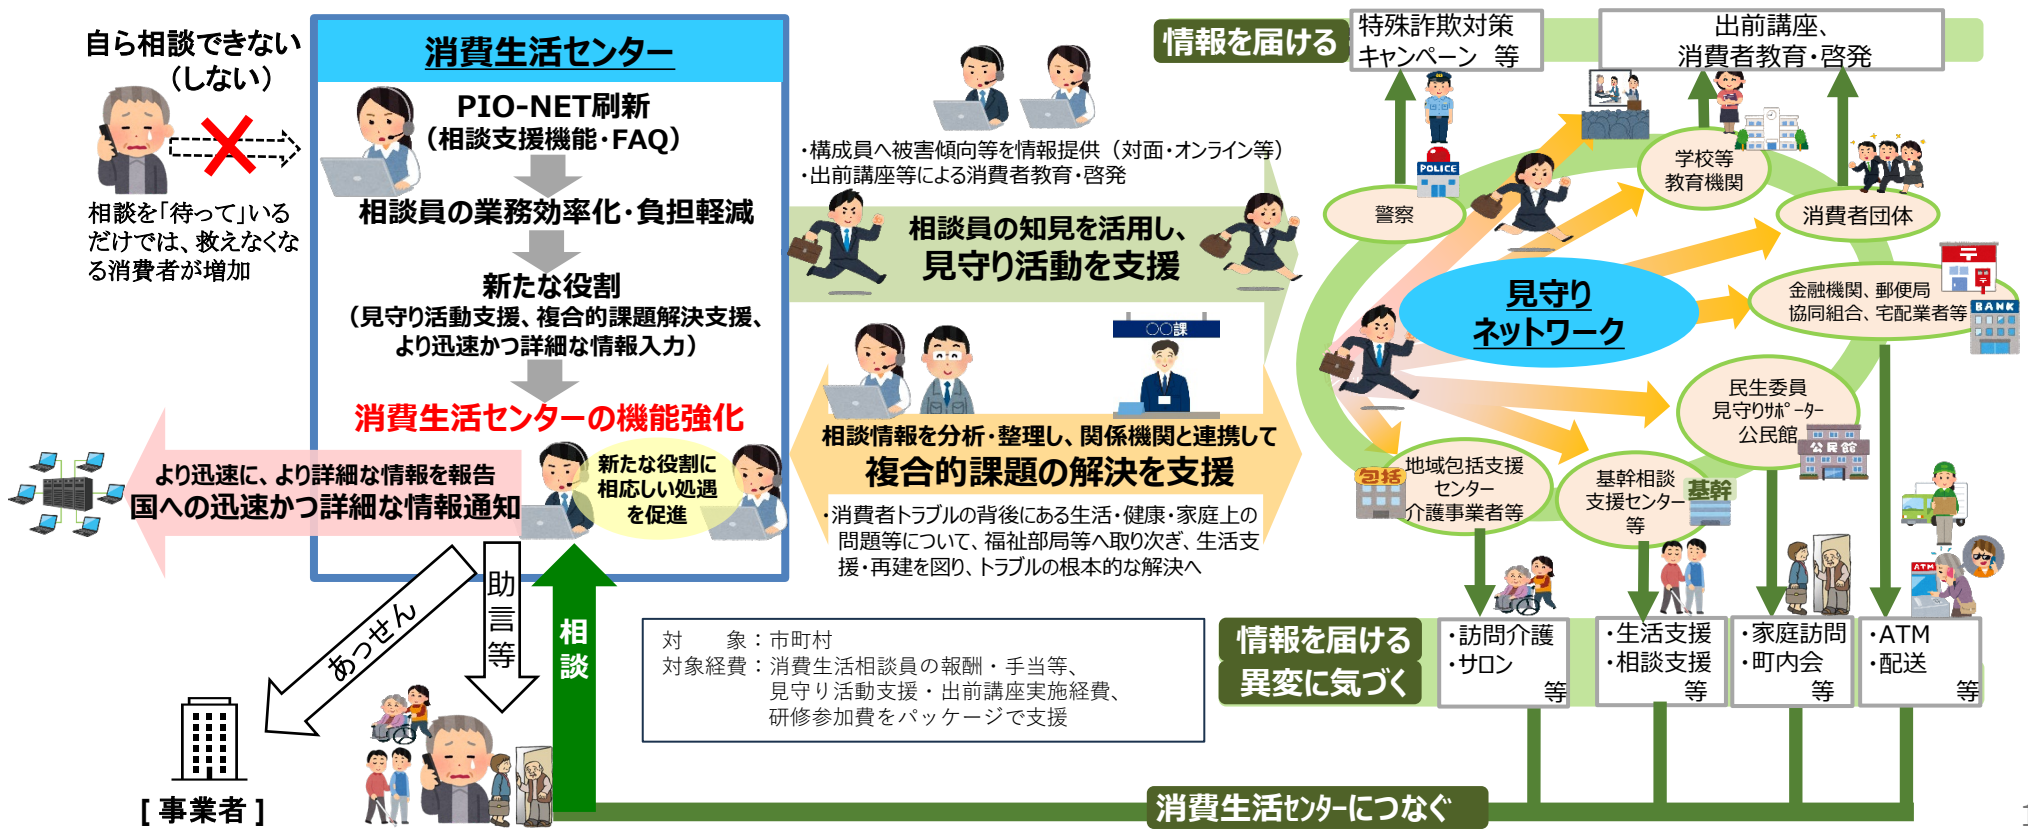 自ら相談できない
（しない）
相談を「待って」いる
だけでは、救えなくな
る消費者が増加
消費生活センター
PIO-NET刷新
（相談支援機能・FAQ）
相談員の業務効率化・負担軽減
新たな役割
（見守り活動支援、複合的課題解決支援、
より迅速かつ詳細な情報入力）
消費生活センターの機能強化
新たな役割に
相応しい処遇
を促進
より迅速に、より詳細な情報を報告
国への迅速かつ詳細な情報通知
あっせん
助言等
相談
[ 事業者 ]
・構成員へ被害傾向等を情報提供（対面・オンライン等）
・出前講座等による消費者教育・啓発
相談員の知見を活用し、
見守り活動を支援
〇〇課
相談情報を分析・整理し、関係機関と連携して
複合的課題の解決を支援
・消費者トラブルの背後にある生活・健康・家庭上の
問題等について、福祉部局等へ取り次ぎ、生活支
援・再建を図り、トラブルの根本的な解決へ
対　　象：市町村
対象経費：消費生活相談員の報酬・手当等、
見守り活動支援・出前講座実施経費、
研修参加費をパッケージで支援
情報を届ける
特殊詐欺対策
キャンペーン 等
出前講座、
消費者教育・啓発
POLICE
警察
学校等
教育機関
消費者団体
見守り
ネットワーク
金融機関、郵便局
協同組合、宅配業者等
BANK
民生委員
見守りｻﾎﾟｰﾀｰ
公民館
公民館
包括
地域包括支援
センター
介護事業者等
基幹相談
支援センター
等
基幹
ATM
情報を届ける
異変に気づく
・訪問介護
・サロン
等
・生活支援
・相談支援
等
・家庭訪問
・町内会
等
・ATM
・配送
等
消費生活ｾﾝﾀｰにつなぐ